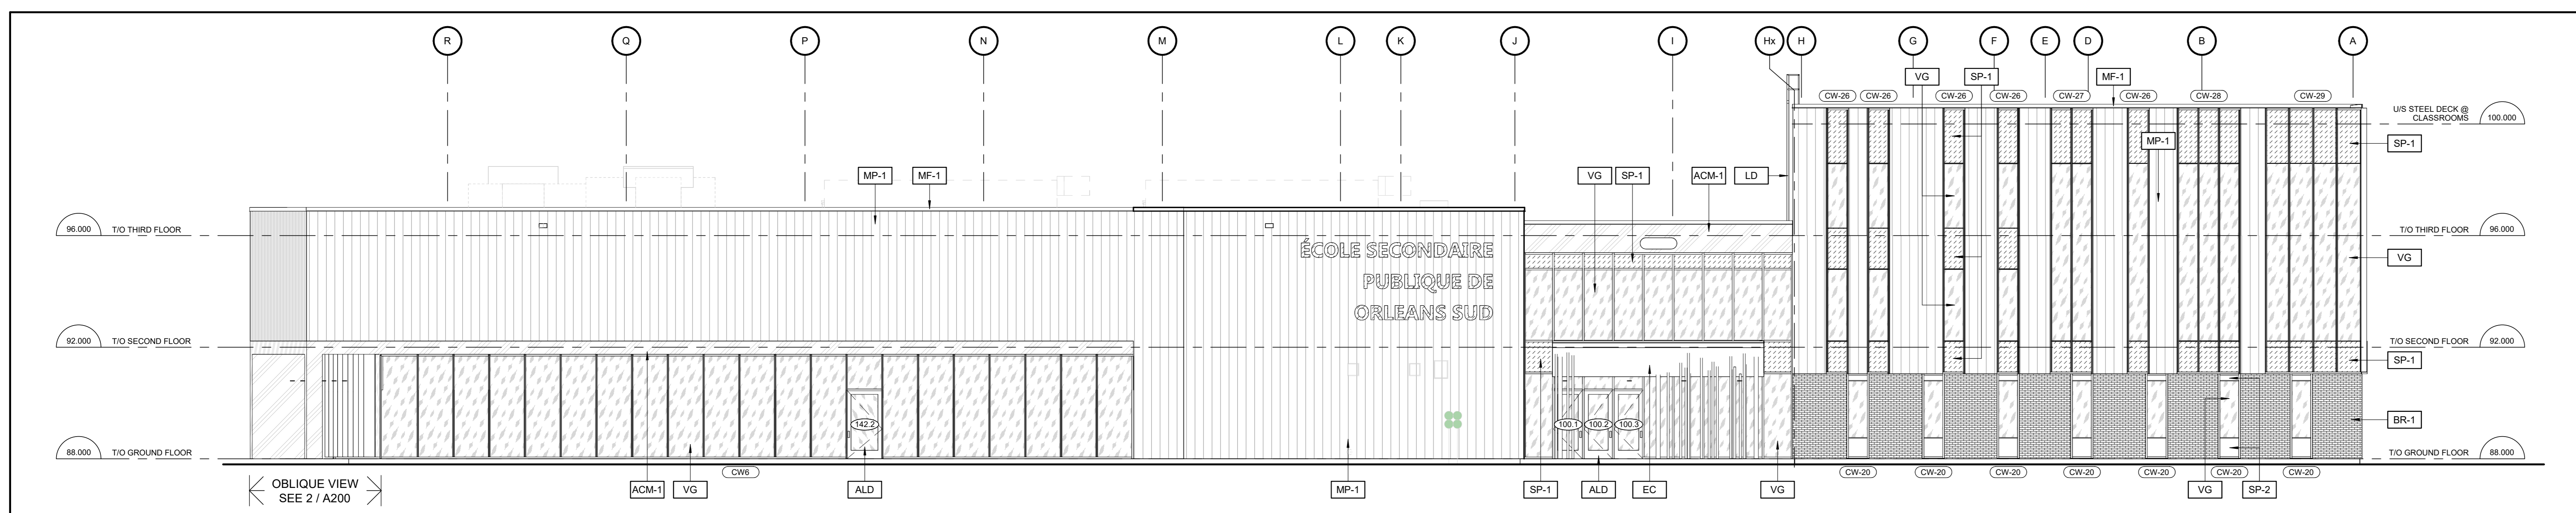 R Q P N M L K J I Hx H G F E D B A
VG SP-1 MF-1
CW-26 CW-26 CW-26 CW-26 CW-27 CW-26 CW-28 CW-29
U/S STEEL DECK @
CLASSROOMS 100.000
MP-1
SP-1
MP-1 MF-1 VG SP-1 ACM-1 LD
96.000 T/O THIRD FLOOR
T/O THIRD FLOOR 96.000
ÉCOLE SECONDAIRE
PUBLIQUE DE
ORLEANS SUD
VG
92.000 T/O SECOND FLOOR
T/O SECOND FLOOR 92.000
SP-1
142.2 100.1 100.2 100.3
BR-1
88.000 T/O GROUND FLOOR
T/O GROUND FLOOR 88.000
CW6 CW-20 CW-20 CW-20 CW-20 CW-20 CW-20 CW-20
OBLIQUE VIEW
SEE 2 / A200
ACM-1 VG ALD MP-1 SP-1 ALD EC VG VG SP-2